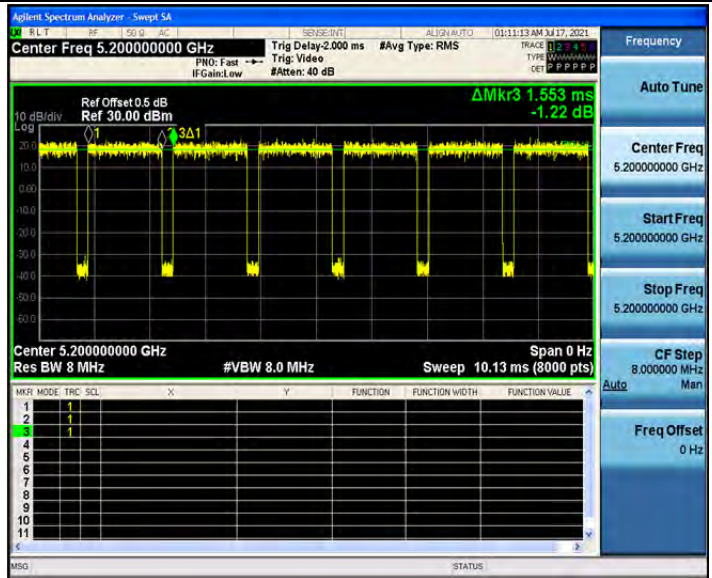 Agilent Spectrum Analyzer - Swept SA
RLT RF 50 Ω AC SENSE:INT ALIGN AUTO 01:11:13 AM Jul 17, 2021
Center Freq 5.200000000 GHz
PNO: Fast
IFGain:Low
Trig Delay-2.000 ms
Trig: Video
#Atten: 40 dB
#Avg Type: RMS
TRACE 1 2 3 4 5 6
TYPE
DET P P P P P P
Frequency
Auto Tune
ΔMkr3 1.553 ms
-1.22 dB
Ref Offset 0.5 dB
10 dB/div Ref 30.00 dBm
Log
1 3Δ1
20.0
10.0
0.00
-10.0
-20.0
-30.0
-40.0
-50.0
-60.0
Center Freq
5.200000000 GHz
Start Freq
5.200000000 GHz
Stop Freq
5.200000000 GHz
CF Step
8.000000 MHz
Auto Man
Freq Offset
0 Hz
Center 5.200000000 GHz Span 0 Hz
Res BW 8 MHz #VBW 8.0 MHz Sweep 10.13 ms (8000 pts)
MKR MODE TRC SCL X Y FUNCTION FUNCTION WIDTH FUNCTION VALUE
1 1
2 1
3 1
4
5
6
7
8
9
10
11
MSG STATUS